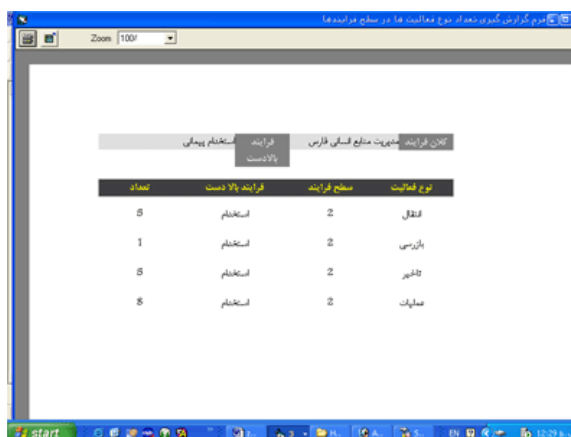 فرم گزارش گیری تعداد نوع فعالیت ها در سطح فرایندها
Zoom 100%
کلان فرایند مدیریت منابع انسانی فارس فرایند استخدام پیمانی
بالادست
نوع فعالیت سطح فرایند فرایند بالا دست تعداد
انتقال 2 استخدام 5
بازرسی 2 استخدام 1
تاخیر 2 استخدام 5
عملیات 2 استخدام 8
start EN 12:29